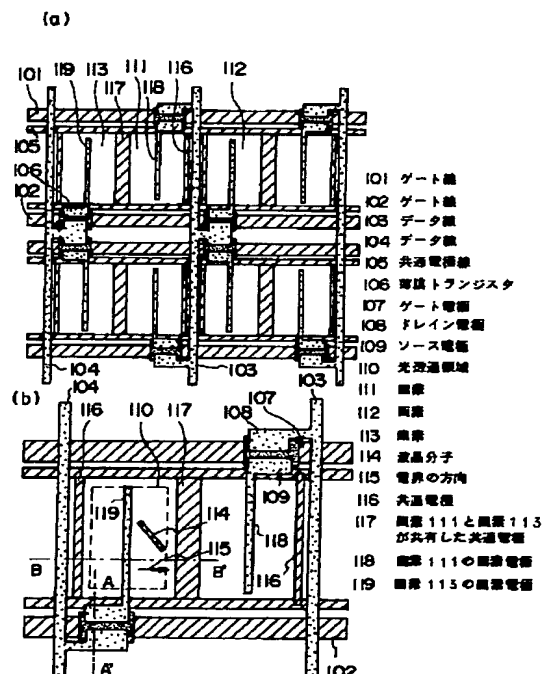 (a)
119 113 111 116
101 117 118 112
105
106
102
101 ゲート線
102 ゲート線
103 データ線
104 データ線
105 共通電極線
106 薄膜トランジスタ
107 ゲート電極
108 ドレイン電極
109 ソース電極
110 光透過領域
111 画素
112 画素
113 画素
114 液晶分子
115 電界の方向
116 共通電極
117 画素111と画素113が共有した共通電極
118 画素111の画素電極
119 画素113の画素電極
104 103
(b)
104 116 110 117 108 107 103
119 109
114
115 118
116
B A B'
A'
102